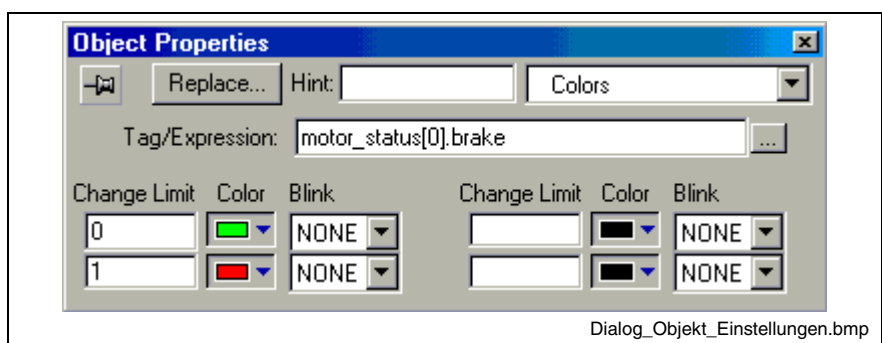 Object Properties
Replace... Hint: Colors
Tag/Expression: motor_status[0].brake ...
Change Limit Color Blink Change Limit Color Blink
0 NONE NONE
1 NONE NONE
Dialog_Objekt_Einstellungen.bmp